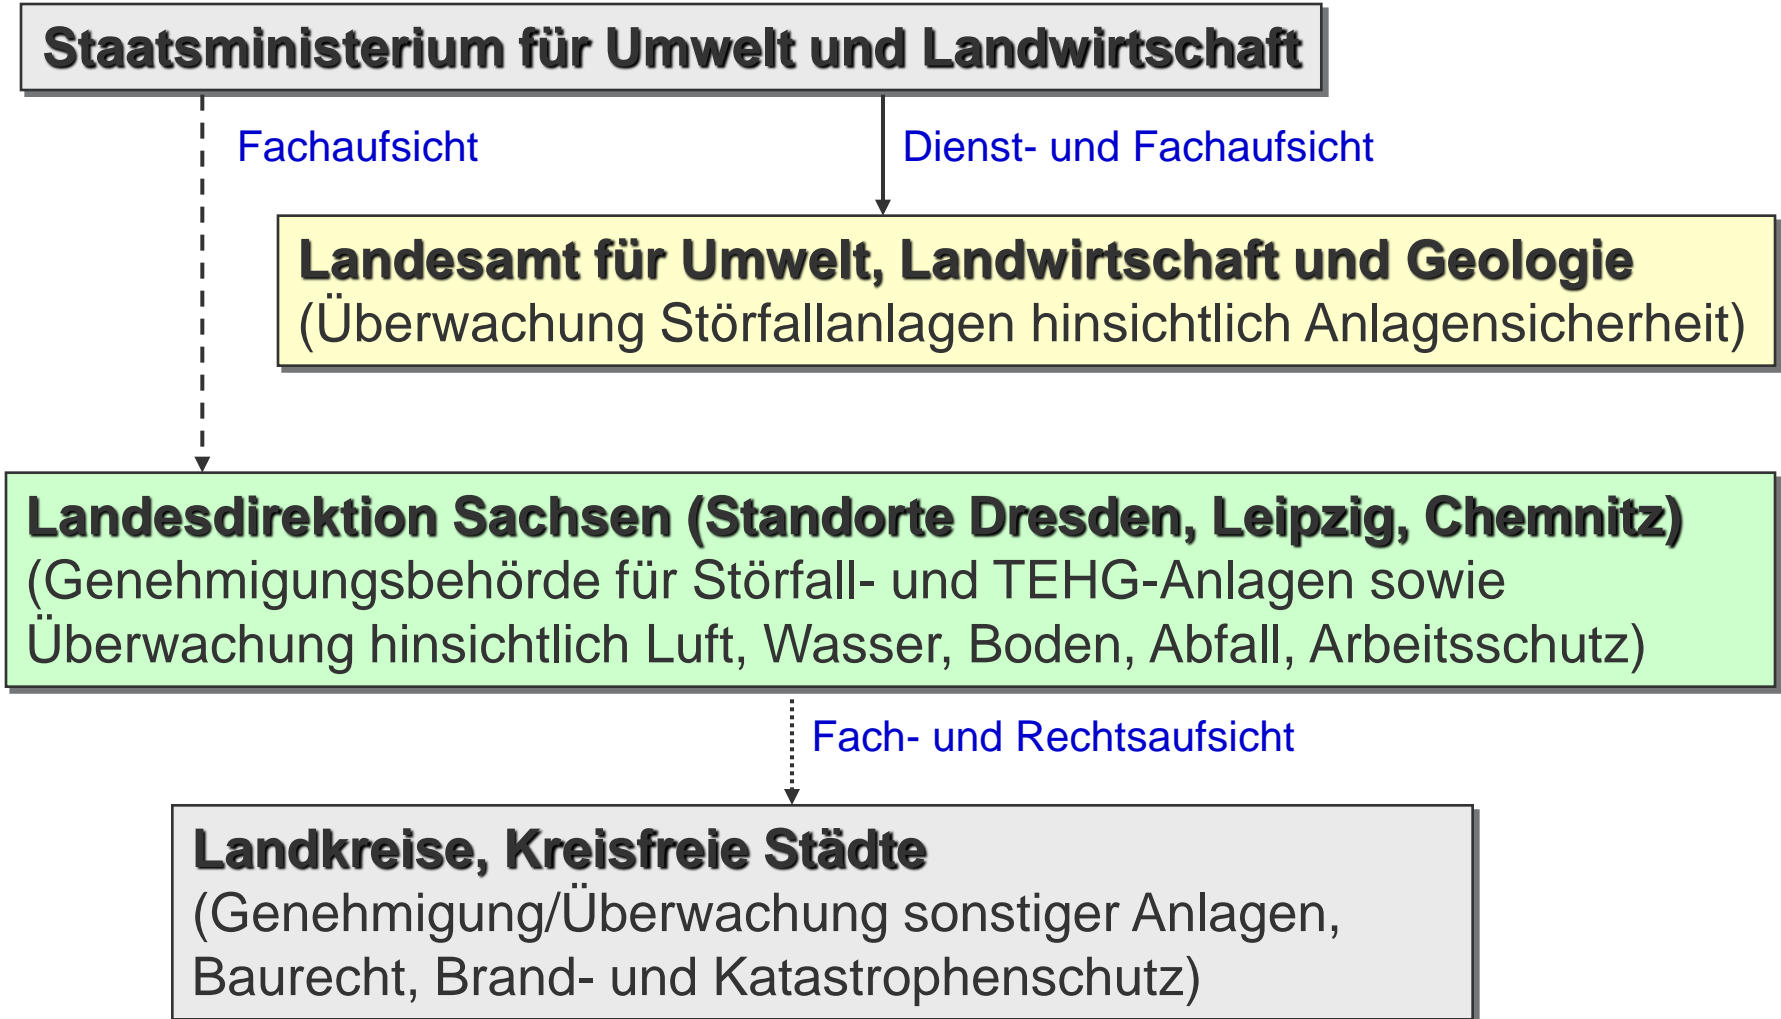 Staatsministerium für Umwelt und Landwirtschaft
Fachaufsicht
Dienst- und Fachaufsicht
Landesamt für Umwelt, Landwirtschaft und Geologie
(Überwachung Störfallanlagen hinsichtlich Anlagensicherheit)
Landesdirektion Sachsen (Standorte Dresden, Leipzig, Chemnitz)
(Genehmigungsbehörde für Störfall- und TEHG-Anlagen sowie
Überwachung hinsichtlich Luft, Wasser, Boden, Abfall, Arbeitsschutz)
Fach- und Rechtsaufsicht
Landkreise, Kreisfreie Städte
(Genehmigung/Überwachung sonstiger Anlagen,
Baurecht, Brand- und Katastrophenschutz)